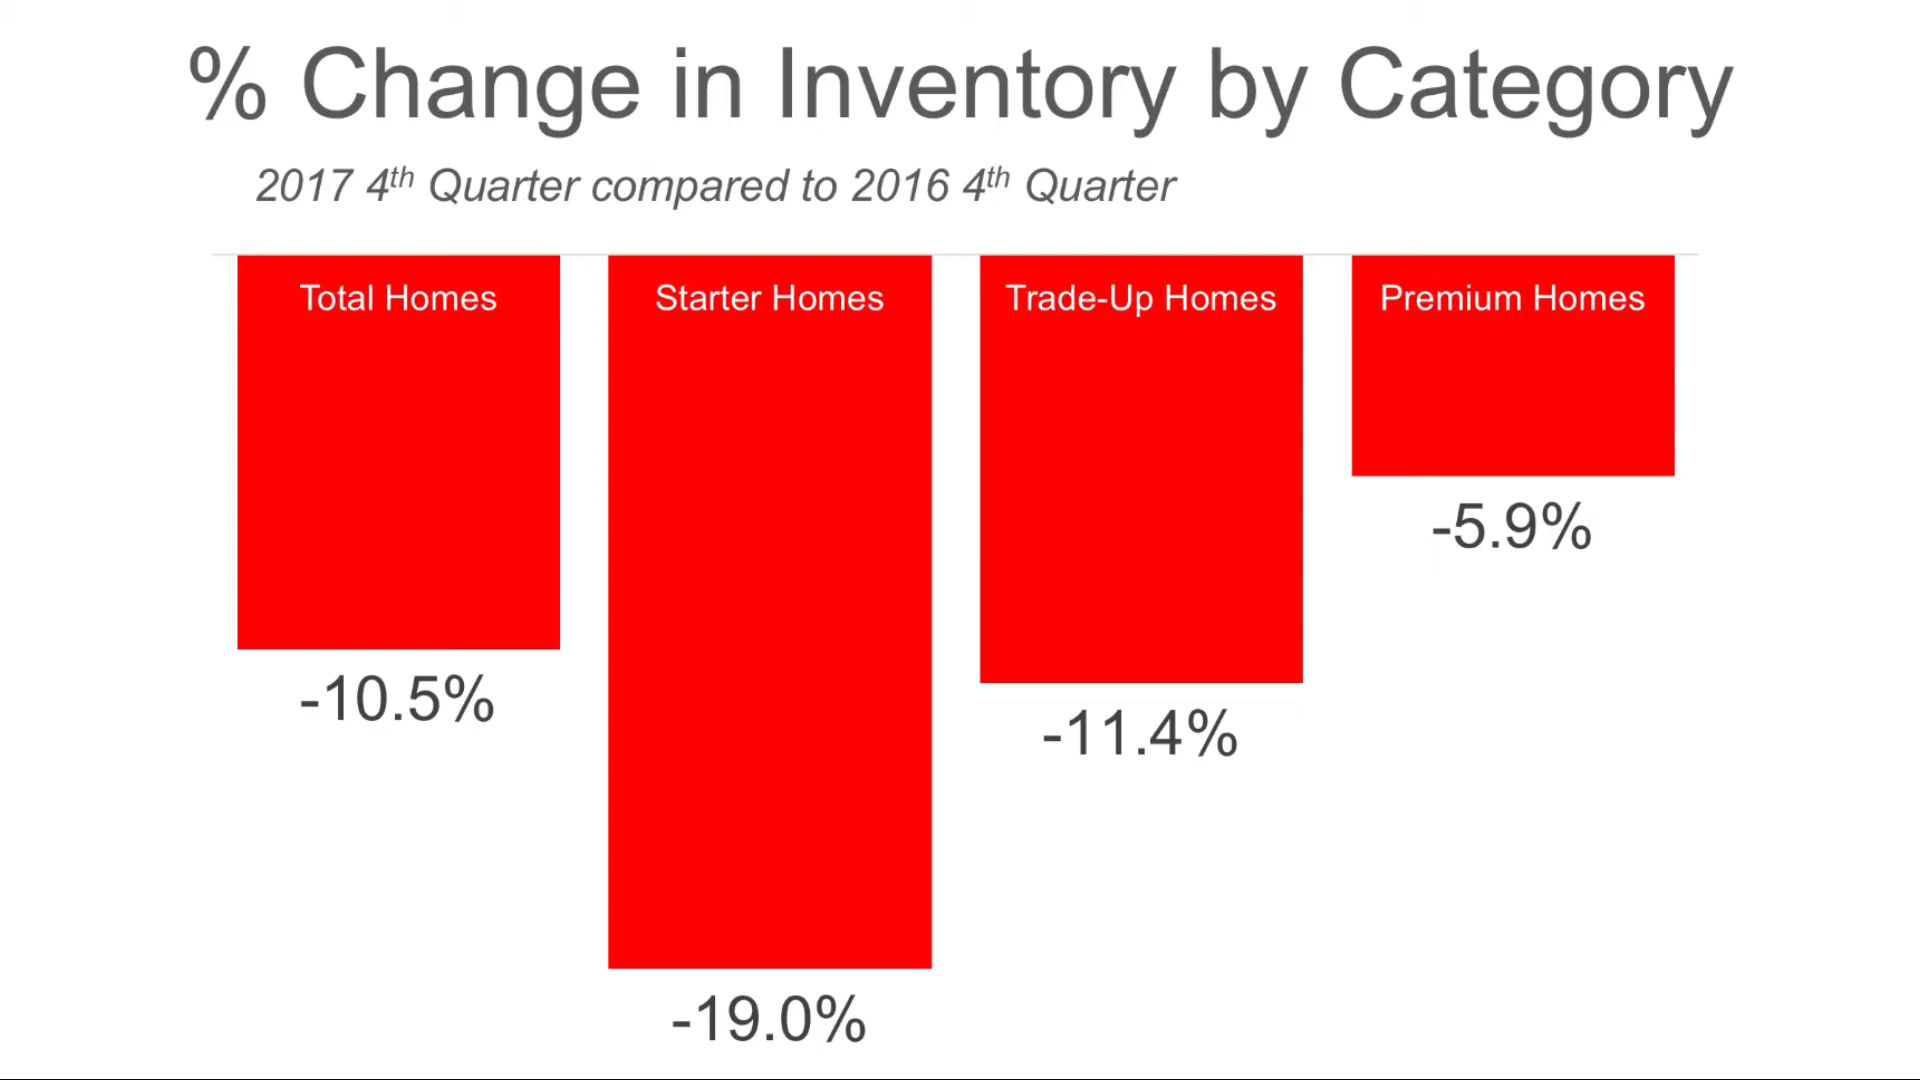 % Change in Inventory by Category
2017 4th Quarter compared to 2016 4th Quarter
Total Homes
Starter Homes
Trade-Up Homes
Premium Homes
-5.9%
-10.5%
-11.4%
-19.0%